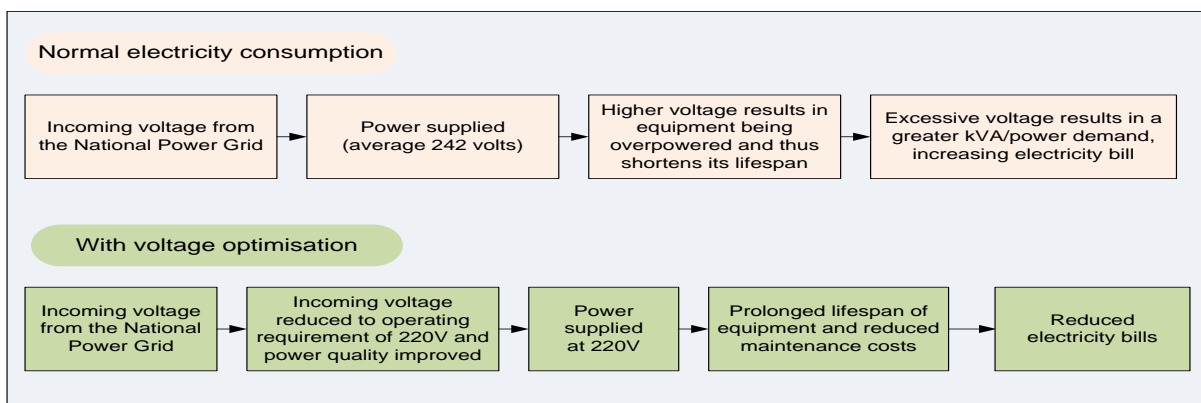 Normal electricity consumption
Incoming voltage from
the National Power Grid
Power supplied
(average 242 volts)
Higher voltage results in
equipment being
overpowered and thus
shortens its lifespan
Excessive voltage results in a
greater kVA/power demand,
increasing electricity bill
With voltage optimisation
Incoming voltage
from the National
Power Grid
Incoming voltage
reduced to operating
requirement of 220V and
power quality improved
Power
supplied
at 220V
Prolonged lifespan of
equipment and reduced
maintenance costs
Reduced
electricity bills